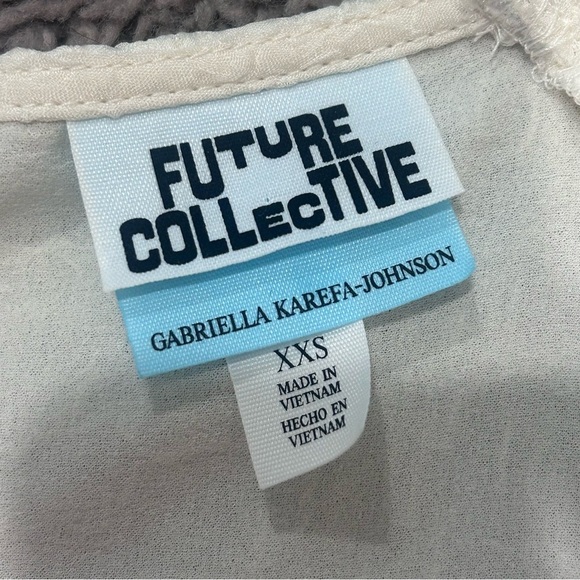 FUTURE
COLLECTIVE
GABRIELLA KAREFA-JOHNSON
XXS
MADE IN
VIETNAM
HECHO EN
VIETNAM